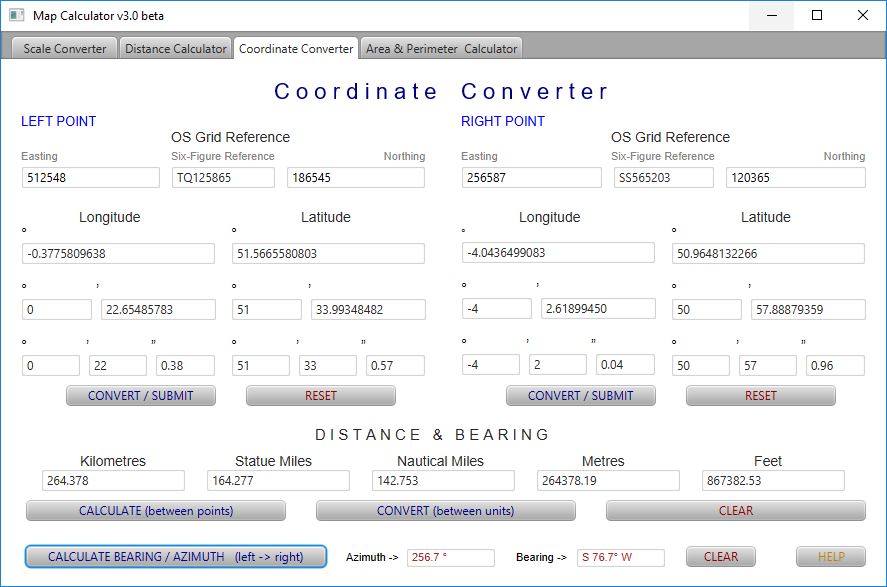 Map Calculator v3.0 beta
Scale Converter Distance Calculator Coordinate Converter Area & Perimeter Calculator
Coordinate Converter
LEFT POINT RIGHT POINT
OS Grid Reference OS Grid Reference
Easting Six-Figure Reference Northing Easting Six-Figure Reference Northing
512548 TQ125865 186545 256587 SS565203 120365
Longitude Latitude Longitude Latitude
° ° ° °
-0.3775809638 51.5665580803 -4.0436499083 50.9648132266
° ' ° ' ° ' ° '
0 22.65485783 51 33.99348482 -4 2.61899450 50 57.88879359
° ' " ° ' " ° ' " ° ' "
0 22 0.38 51 33 0.57 -4 2 0.04 50 57 0.96
CONVERT / SUBMIT RESET CONVERT / SUBMIT RESET
DISTANCE & BEARING
Kilometres Statue Miles Nautical Miles Metres Feet
264.378 164.277 142.753 264378.19 867382.53
CALCULATE (between points) CONVERT (between units) CLEAR
CALCULATE BEARING / AZIMUTH (left -> right) Azimuth -> 256.7 ° Bearing -> S 76.7° W CLEAR HELP